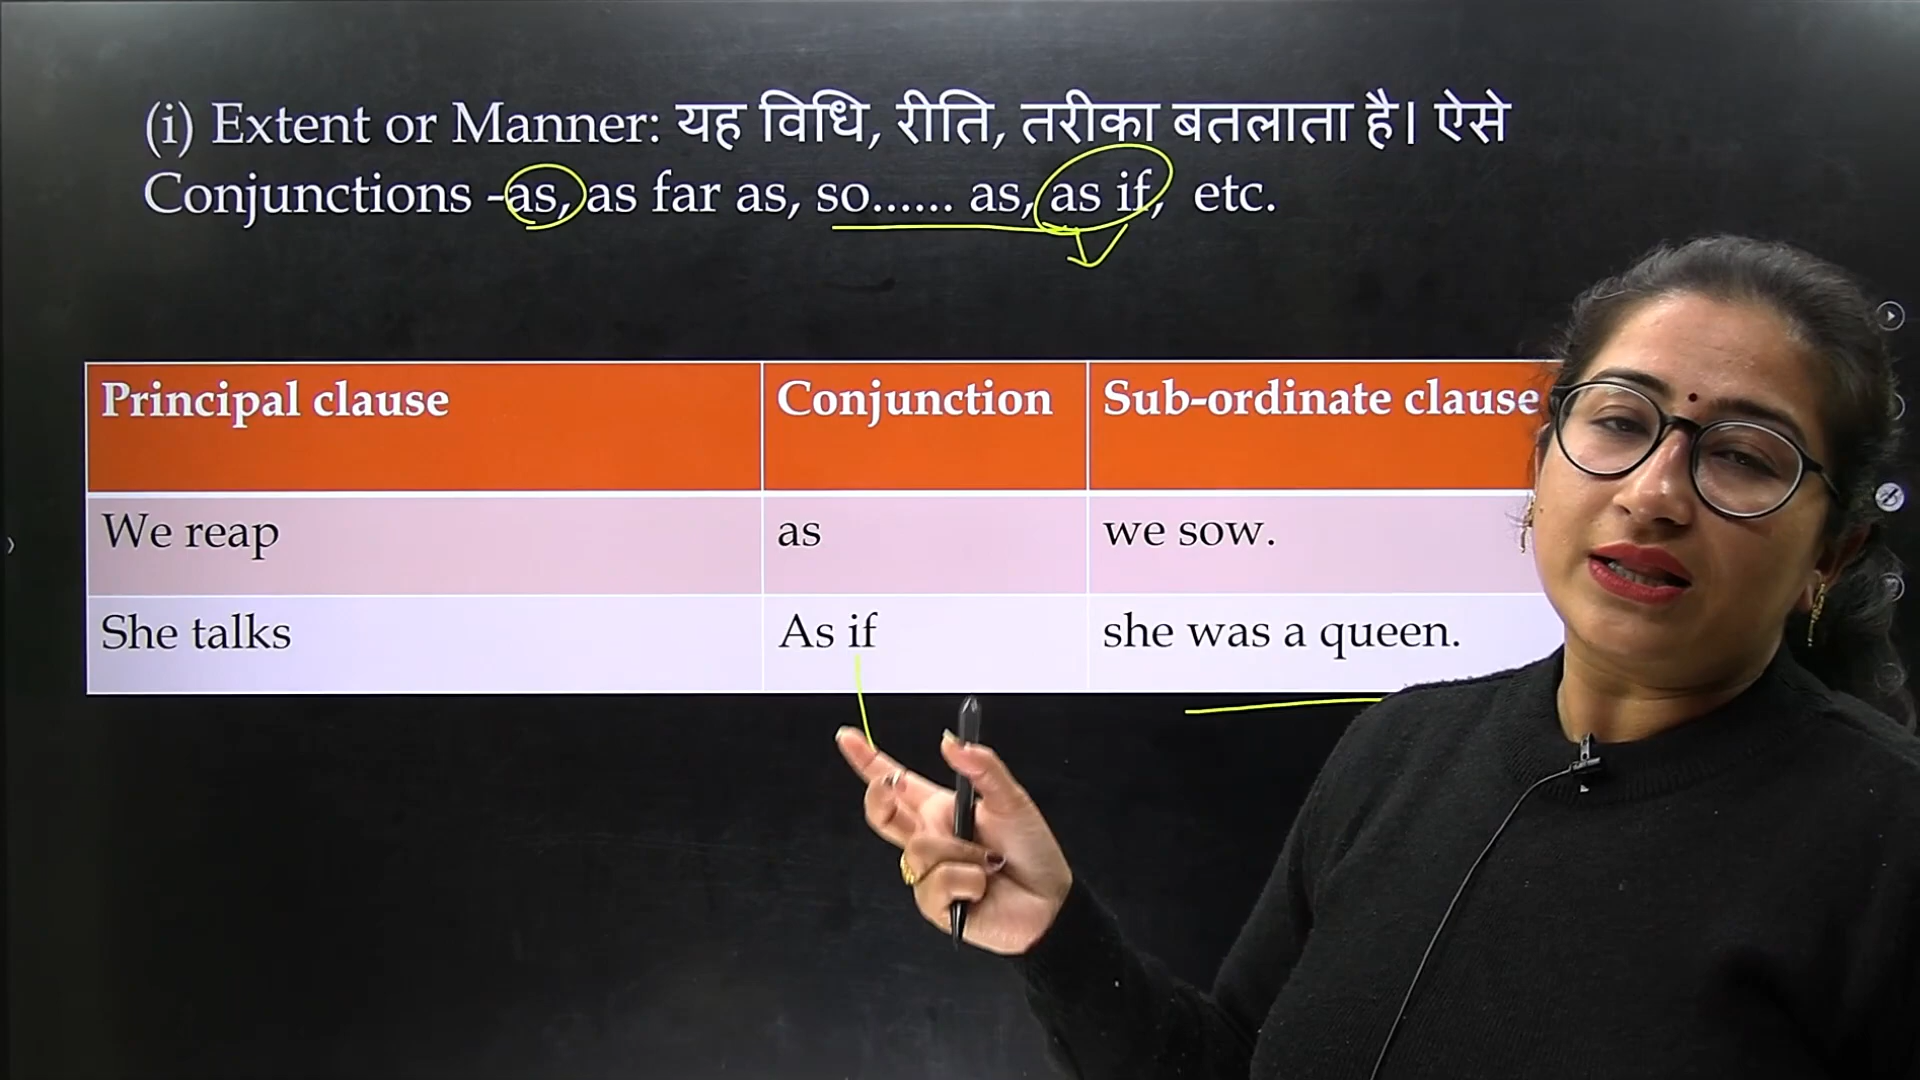 (i) Extent or Manner: यह विधि, रीति, तरीका बतलाता है। ऐसे
Conjunctions -as, as far as, so...... as, as if, etc.
Principal clause Conjunction Sub-ordinate clause
We reap as we sow.
She talks As if she was a queen.